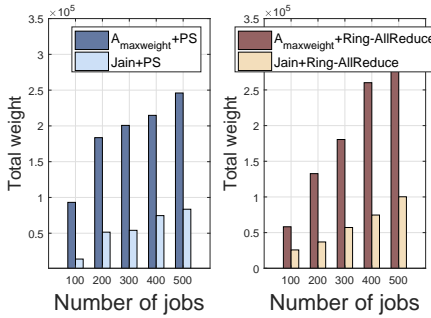 ×10⁵
3.5
3
2.5
2
1.5
1
0.5
Total weight
A_maxweight+PS
Jain+PS
100 200 300 400 500
Number of jobs
×10⁵
3.5
3
2.5
2
1.5
1
0.5
0
Total weight
A_maxweight+Ring-AllReduce
Jain+Ring-AllReduce
100 200 300 400 500
Number of jobs